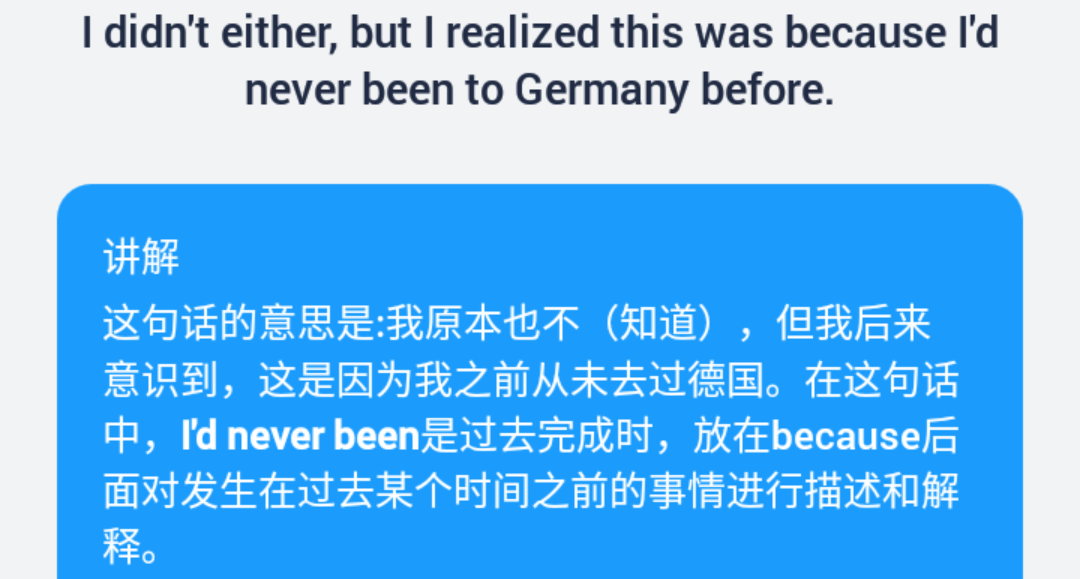 I didn't either, but I realized this was because I'd
never been to Germany before.
讲解
这句话的意思是:我原本也不（知道），但我后来
意识到，这是因为我之前从未去过德国。在这句话
中，I'd never been是过去完成时，放在because后
面对发生在过去某个时间之前的事情进行描述和解
释。